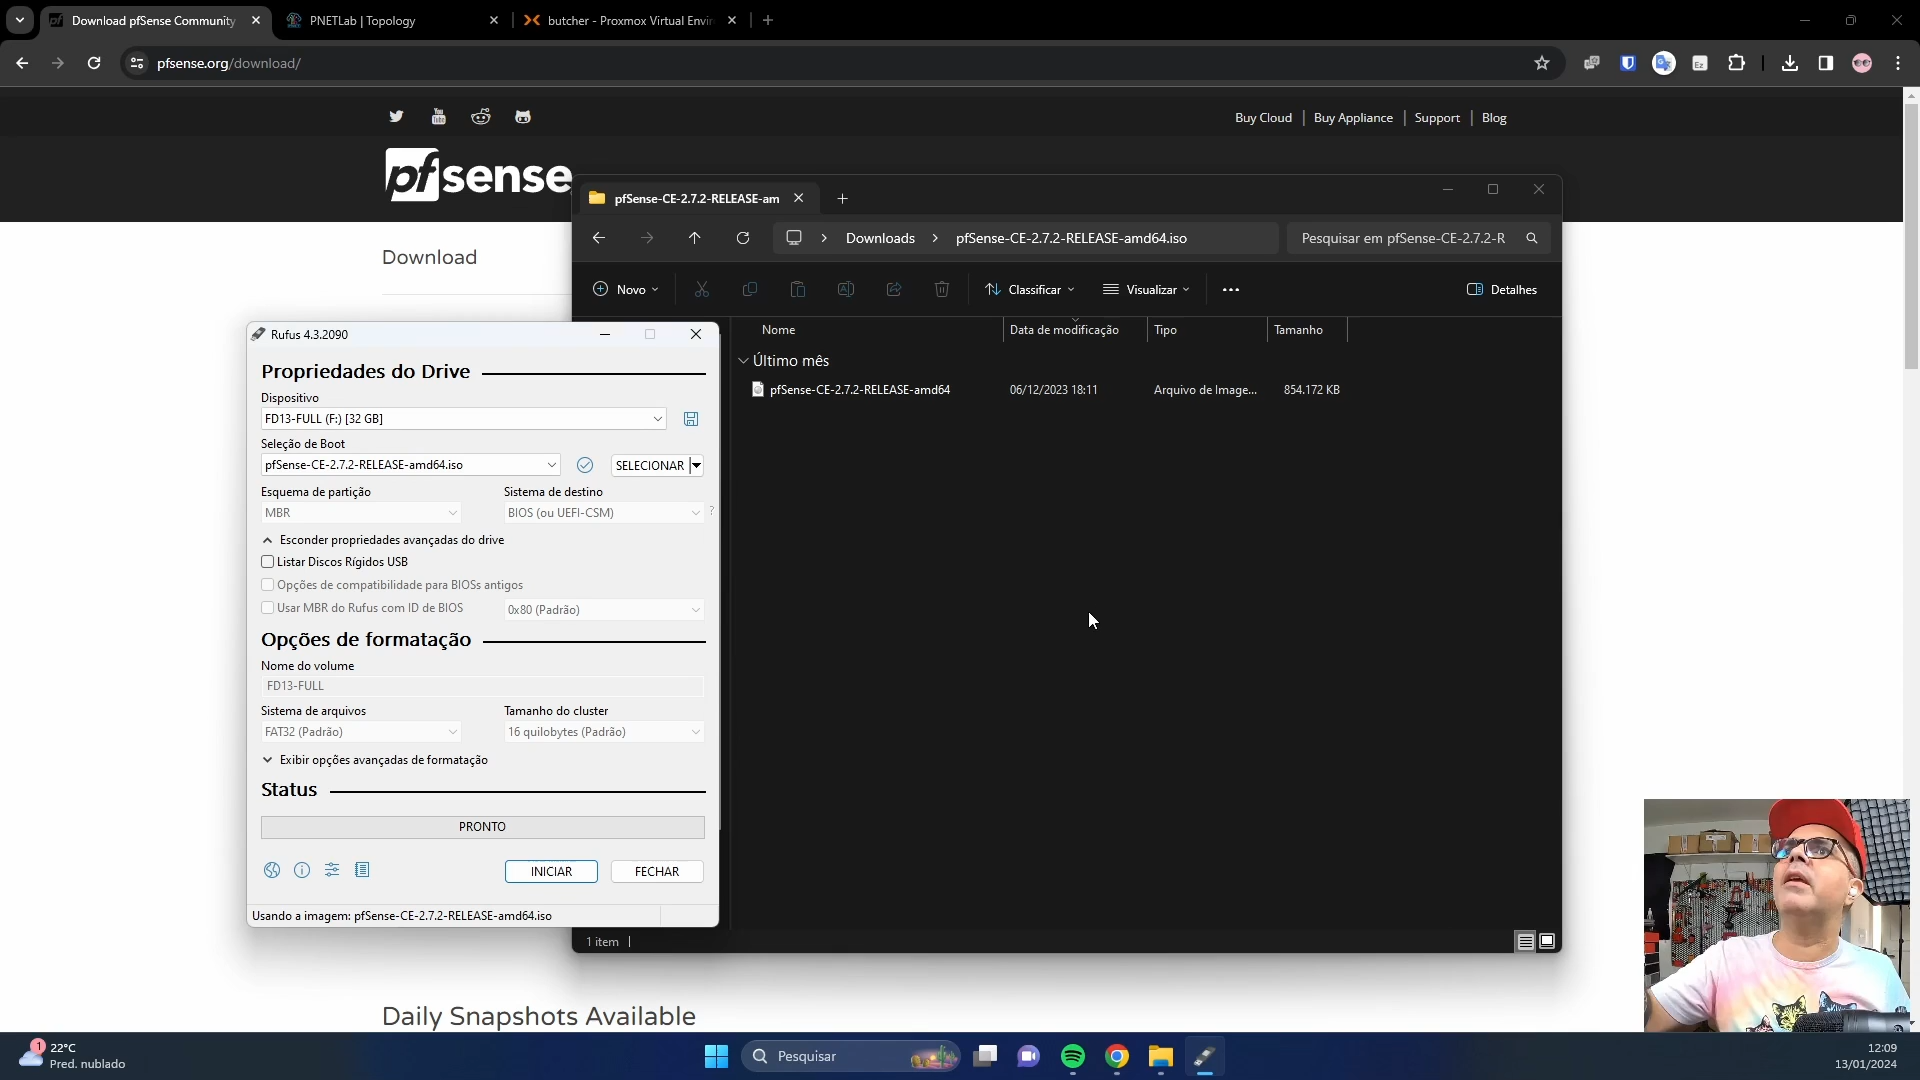 Download pfSense Community
PNETLab | Topology
butcher - Proxmox Virtual Envir
pfsense.org/download/
Buy Cloud | Buy Appliance | Support | Blog
pfsense
Download
pfSense-CE-2.7.2-RELEASE-am
Downloads > pfSense-CE-2.7.2-RELEASE-amd64.iso
Pesquisar em pfSense-CE-2.7.2-R
Novo
Classificar
Visualizar
Detalhes
Nome
Data de modificação
Tipo
Tamanho
Último mês
pfSense-CE-2.7.2-RELEASE-amd64
06/12/2023 18:11
Arquivo de Image...
854.172 KB
1 item
Rufus 4.3.2090
Propriedades do Drive
Dispositivo
FD13-FULL (F:) [32 GB]
Seleção de Boot
pfSense-CE-2.7.2-RELEASE-amd64.iso
SELECIONAR
Esquema de partição
Sistema de destino
MBR
BIOS (ou UEFI-CSM)
?
Esconder propriedades avançadas do drive
Listar Discos Rígidos USB
Opções de compatibilidade para BIOSs antigos
Usar MBR do Rufus com ID de BIOS
0x80 (Padrão)
Opções de formatação
Nome do volume
FD13-FULL
Sistema de arquivos
Tamanho do cluster
FAT32 (Padrão)
16 quilobytes (Padrão)
Exibir opções avançadas de formatação
Status
PRONTO
INICIAR
FECHAR
Usando a imagem: pfSense-CE-2.7.2-RELEASE-amd64.iso
Daily Snapshots Available
1
22°C
Pred. nublado
Pesquisar
12:09
13/01/2024